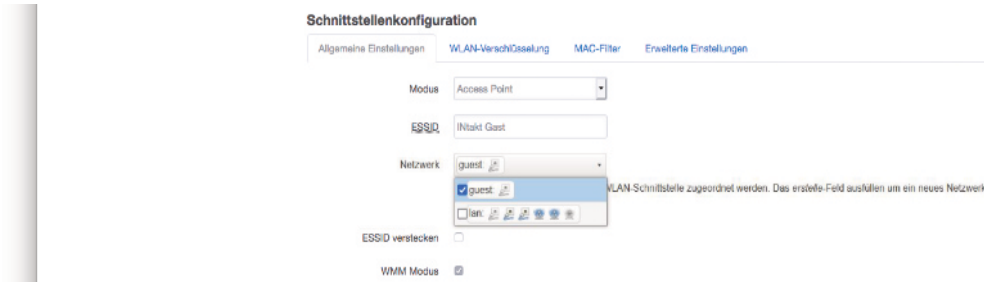 Schnittstellenkonfiguration
Allgemeine Einstellungen WLAN-Verschlüsselung MAC-Filter Erweiterte Einstellungen
Modus Access Point
ESSID INtakt Gast
Netzwerk guest:
guest:
LAN-Schnittstelle zugeordnet werden. Das erstelle-Feld ausfüllen um ein neues Netzwerk
lan:
ESSID verstecken
WMM Modus